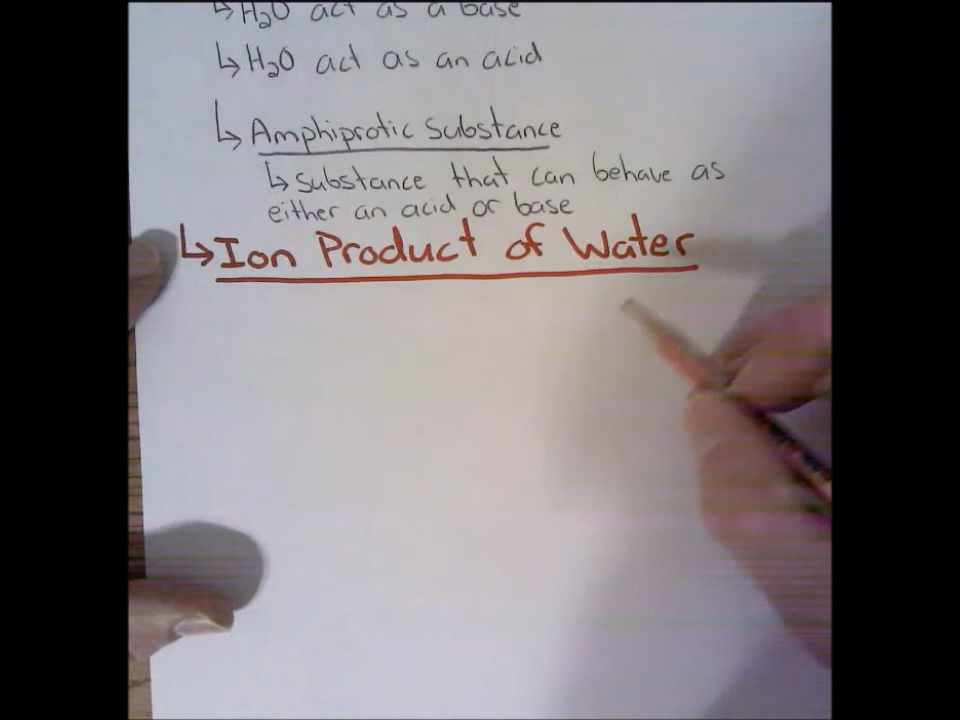 ↳ H₂O act as a base
↳ H₂O act as an acid
↳ Amphiprotic Substance
↳ substance that can behave as
either an acid or base
↳ Ion Product of Water